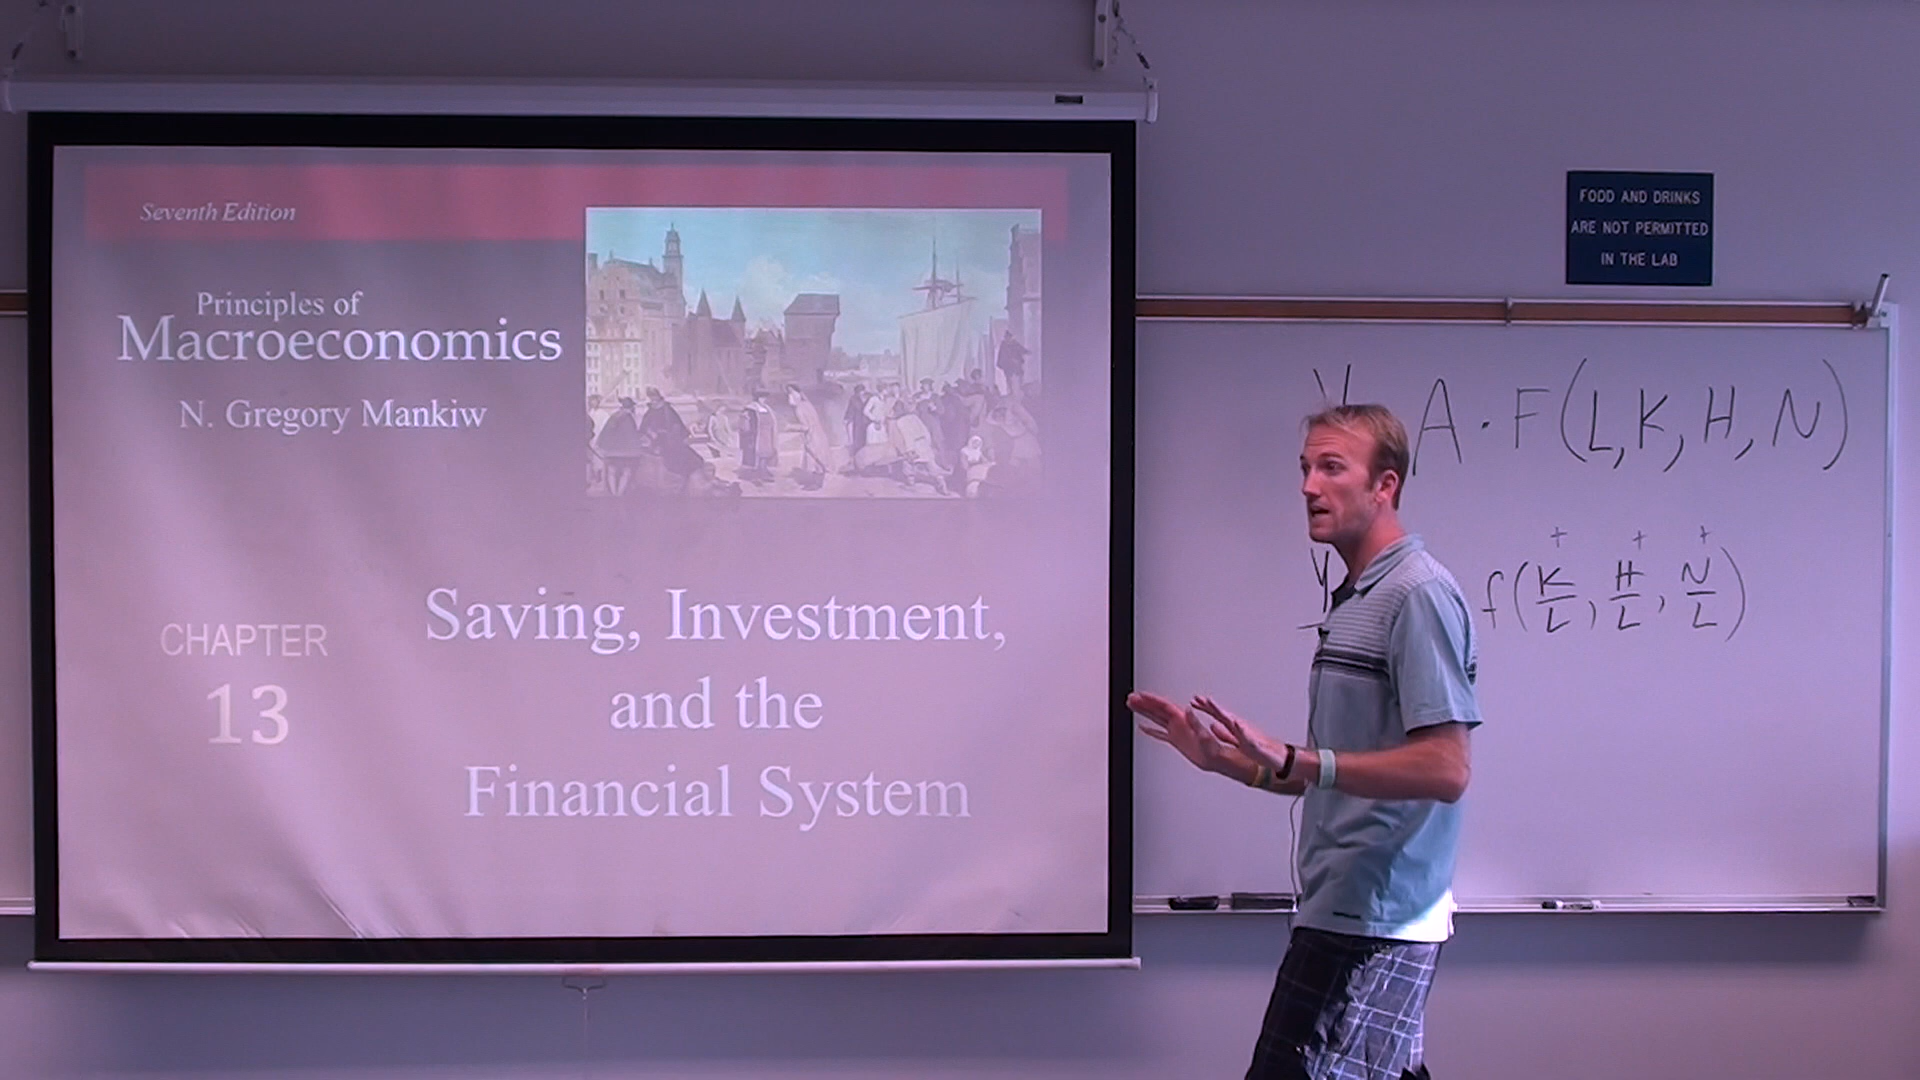 Seventh Edition
Principles of
Macroeconomics
N. Gregory Mankiw
CHAPTER
13
Saving, Investment,
and the
Financial System
FOOD AND DRINKS
ARE NOT PERMITTED
IN THE LAB
Y A · F(L, K, H, N)
+ + +
Y f(K/L, H/L, N/L)